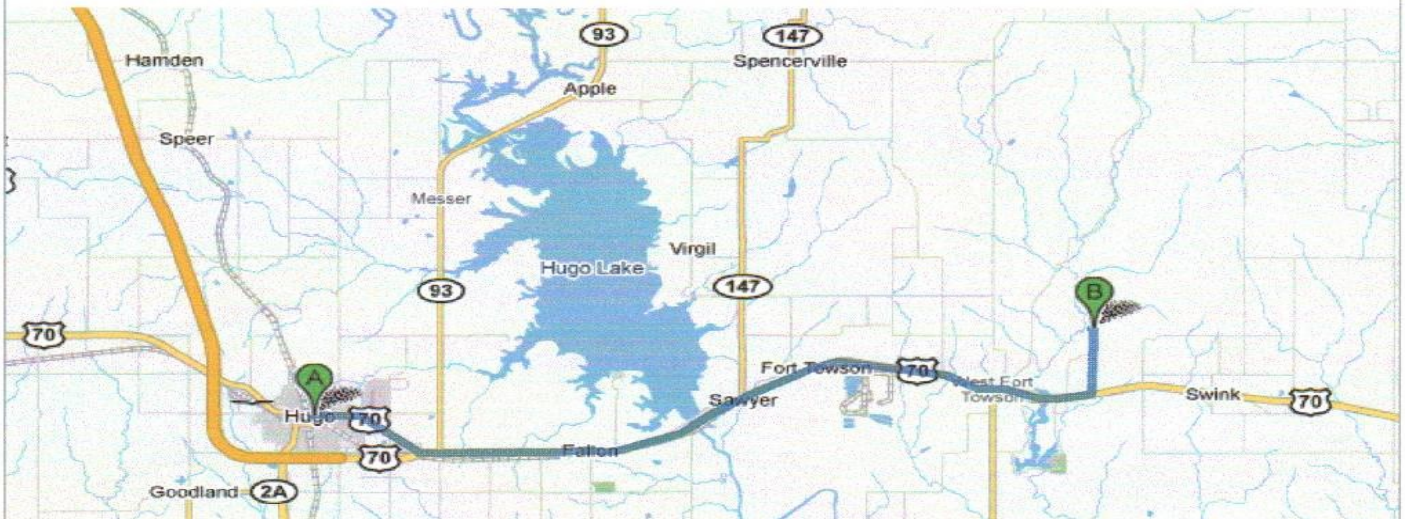 93
147
Hamden
Spencerville
Apple
Speer
Messer
Virgil
Hugo Lake
93
147
B
70
A
Fort Towson
70
West Fort
Towson
Swink
70
Sawyer
Hugo
70
Fallon
70
Goodland
2A